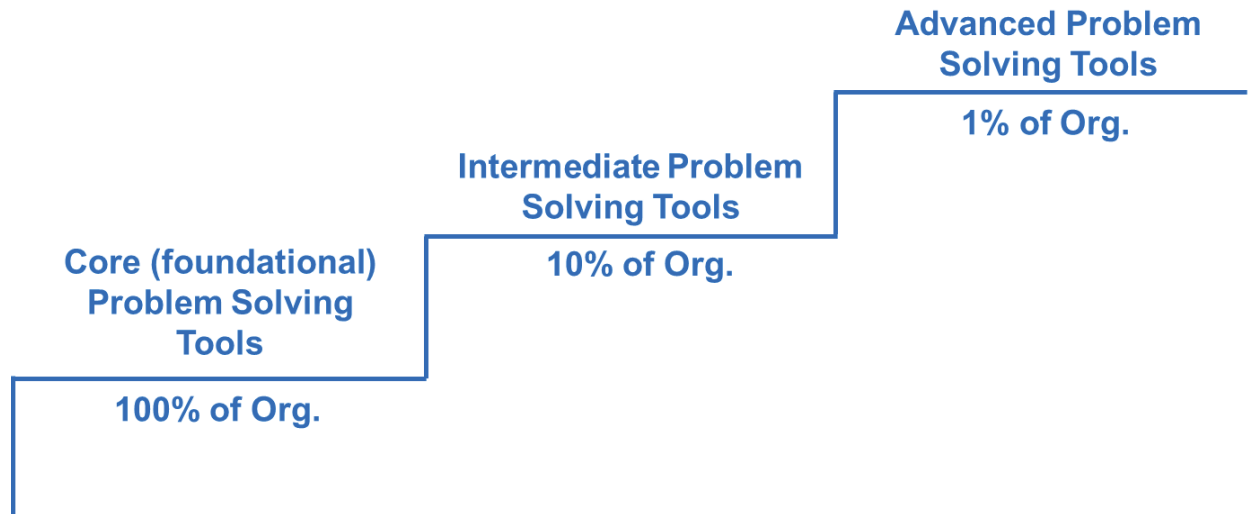 Core (foundational)
Problem Solving
Tools
100% of Org.
Intermediate Problem
Solving Tools
10% of Org.
Advanced Problem
Solving Tools
1% of Org.